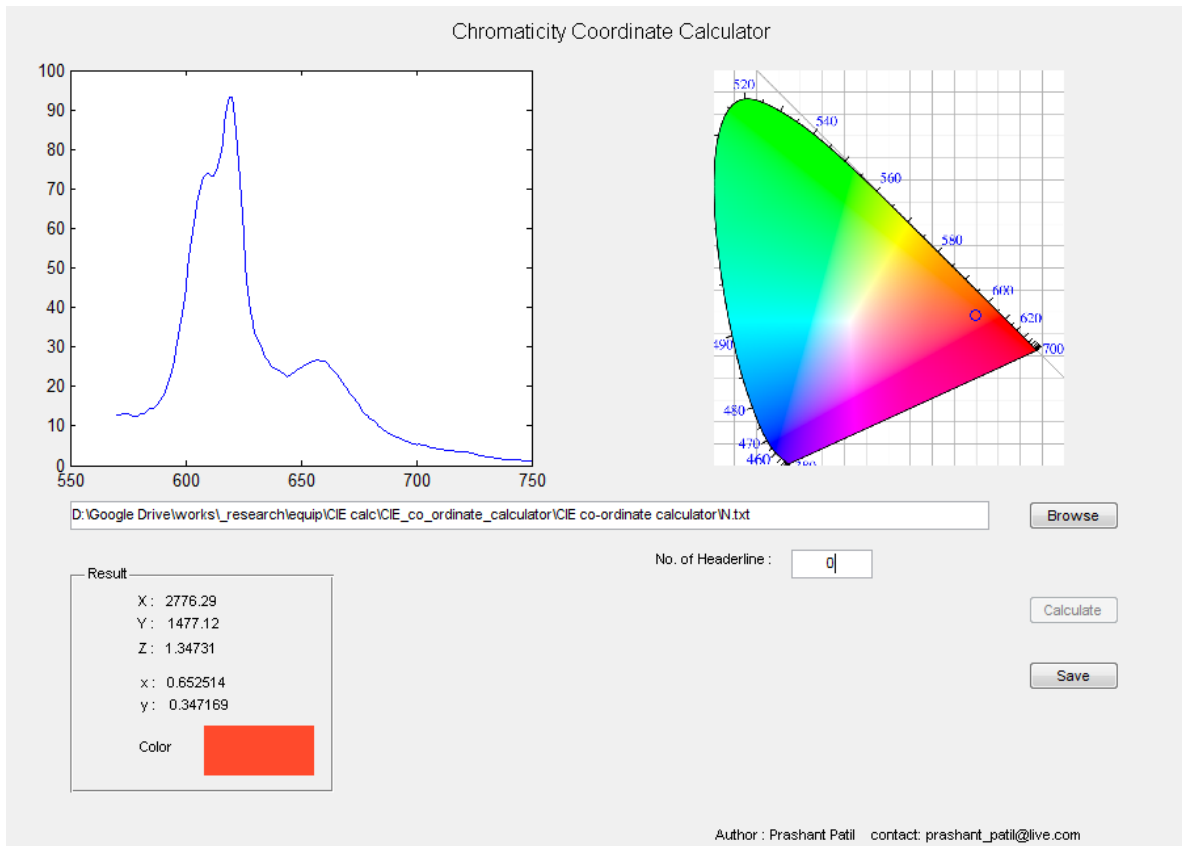 Chromaticity Coordinate Calculator
100
90
80
70
60
50
40
30
20
10
0
550 600 650 700 750
520
540
560
580
600
620
700
490
480
470
460
380
D:\Google Drive\works\_research\equip\CIE calc\CIE_co_ordinate_calculator\CIE co-ordinate calculator\N.txt
Browse
No. of Headerline : 0
Result
X : 2776.29
Y : 1477.12
Z : 1.34731
x : 0.652514
y : 0.347169
Color
Calculate
Save
Author : Prashant Patil contact: prashant_patil@live.com